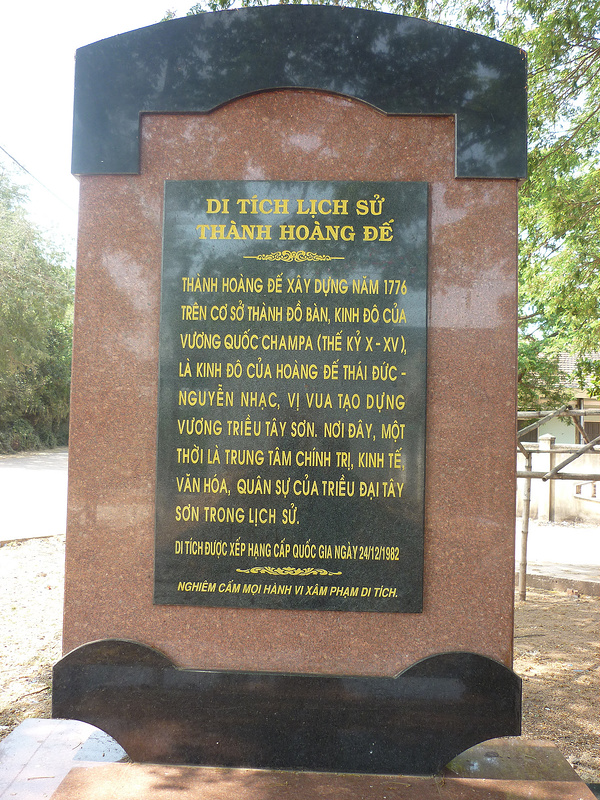 DI TÍCH LỊCH SỬ
THÀNH HOÀNG ĐẾ
THÀNH HOÀNG ĐẾ XÂY DỰNG NĂM 1776
TRÊN CƠ SỞ THÀNH ĐỒ BÀN, KINH ĐÔ CỦA
VƯƠNG QUỐC CHAMPA (THẾ KỶ X - XV),
LÀ KINH ĐÔ CỦA HOÀNG ĐẾ THÁI ĐỨC -
NGUYỄN NHẠC, VỊ VUA TẠO DỰNG
VƯƠNG TRIỀU TÂY SƠN. NƠI ĐÂY, MỘT
THỜI LÀ TRUNG TÂM CHÍNH TRỊ, KINH TẾ,
VĂN HÓA, QUÂN SỰ CỦA TRIỀU ĐẠI TÂY
SƠN TRONG LỊCH SỬ.
DI TÍCH ĐƯỢC XẾP HẠNG CẤP QUỐC GIA NGÀY 24/12/1982
NGHIÊM CẤM MỌI HÀNH VI XÂM PHẠM DI TÍCH.